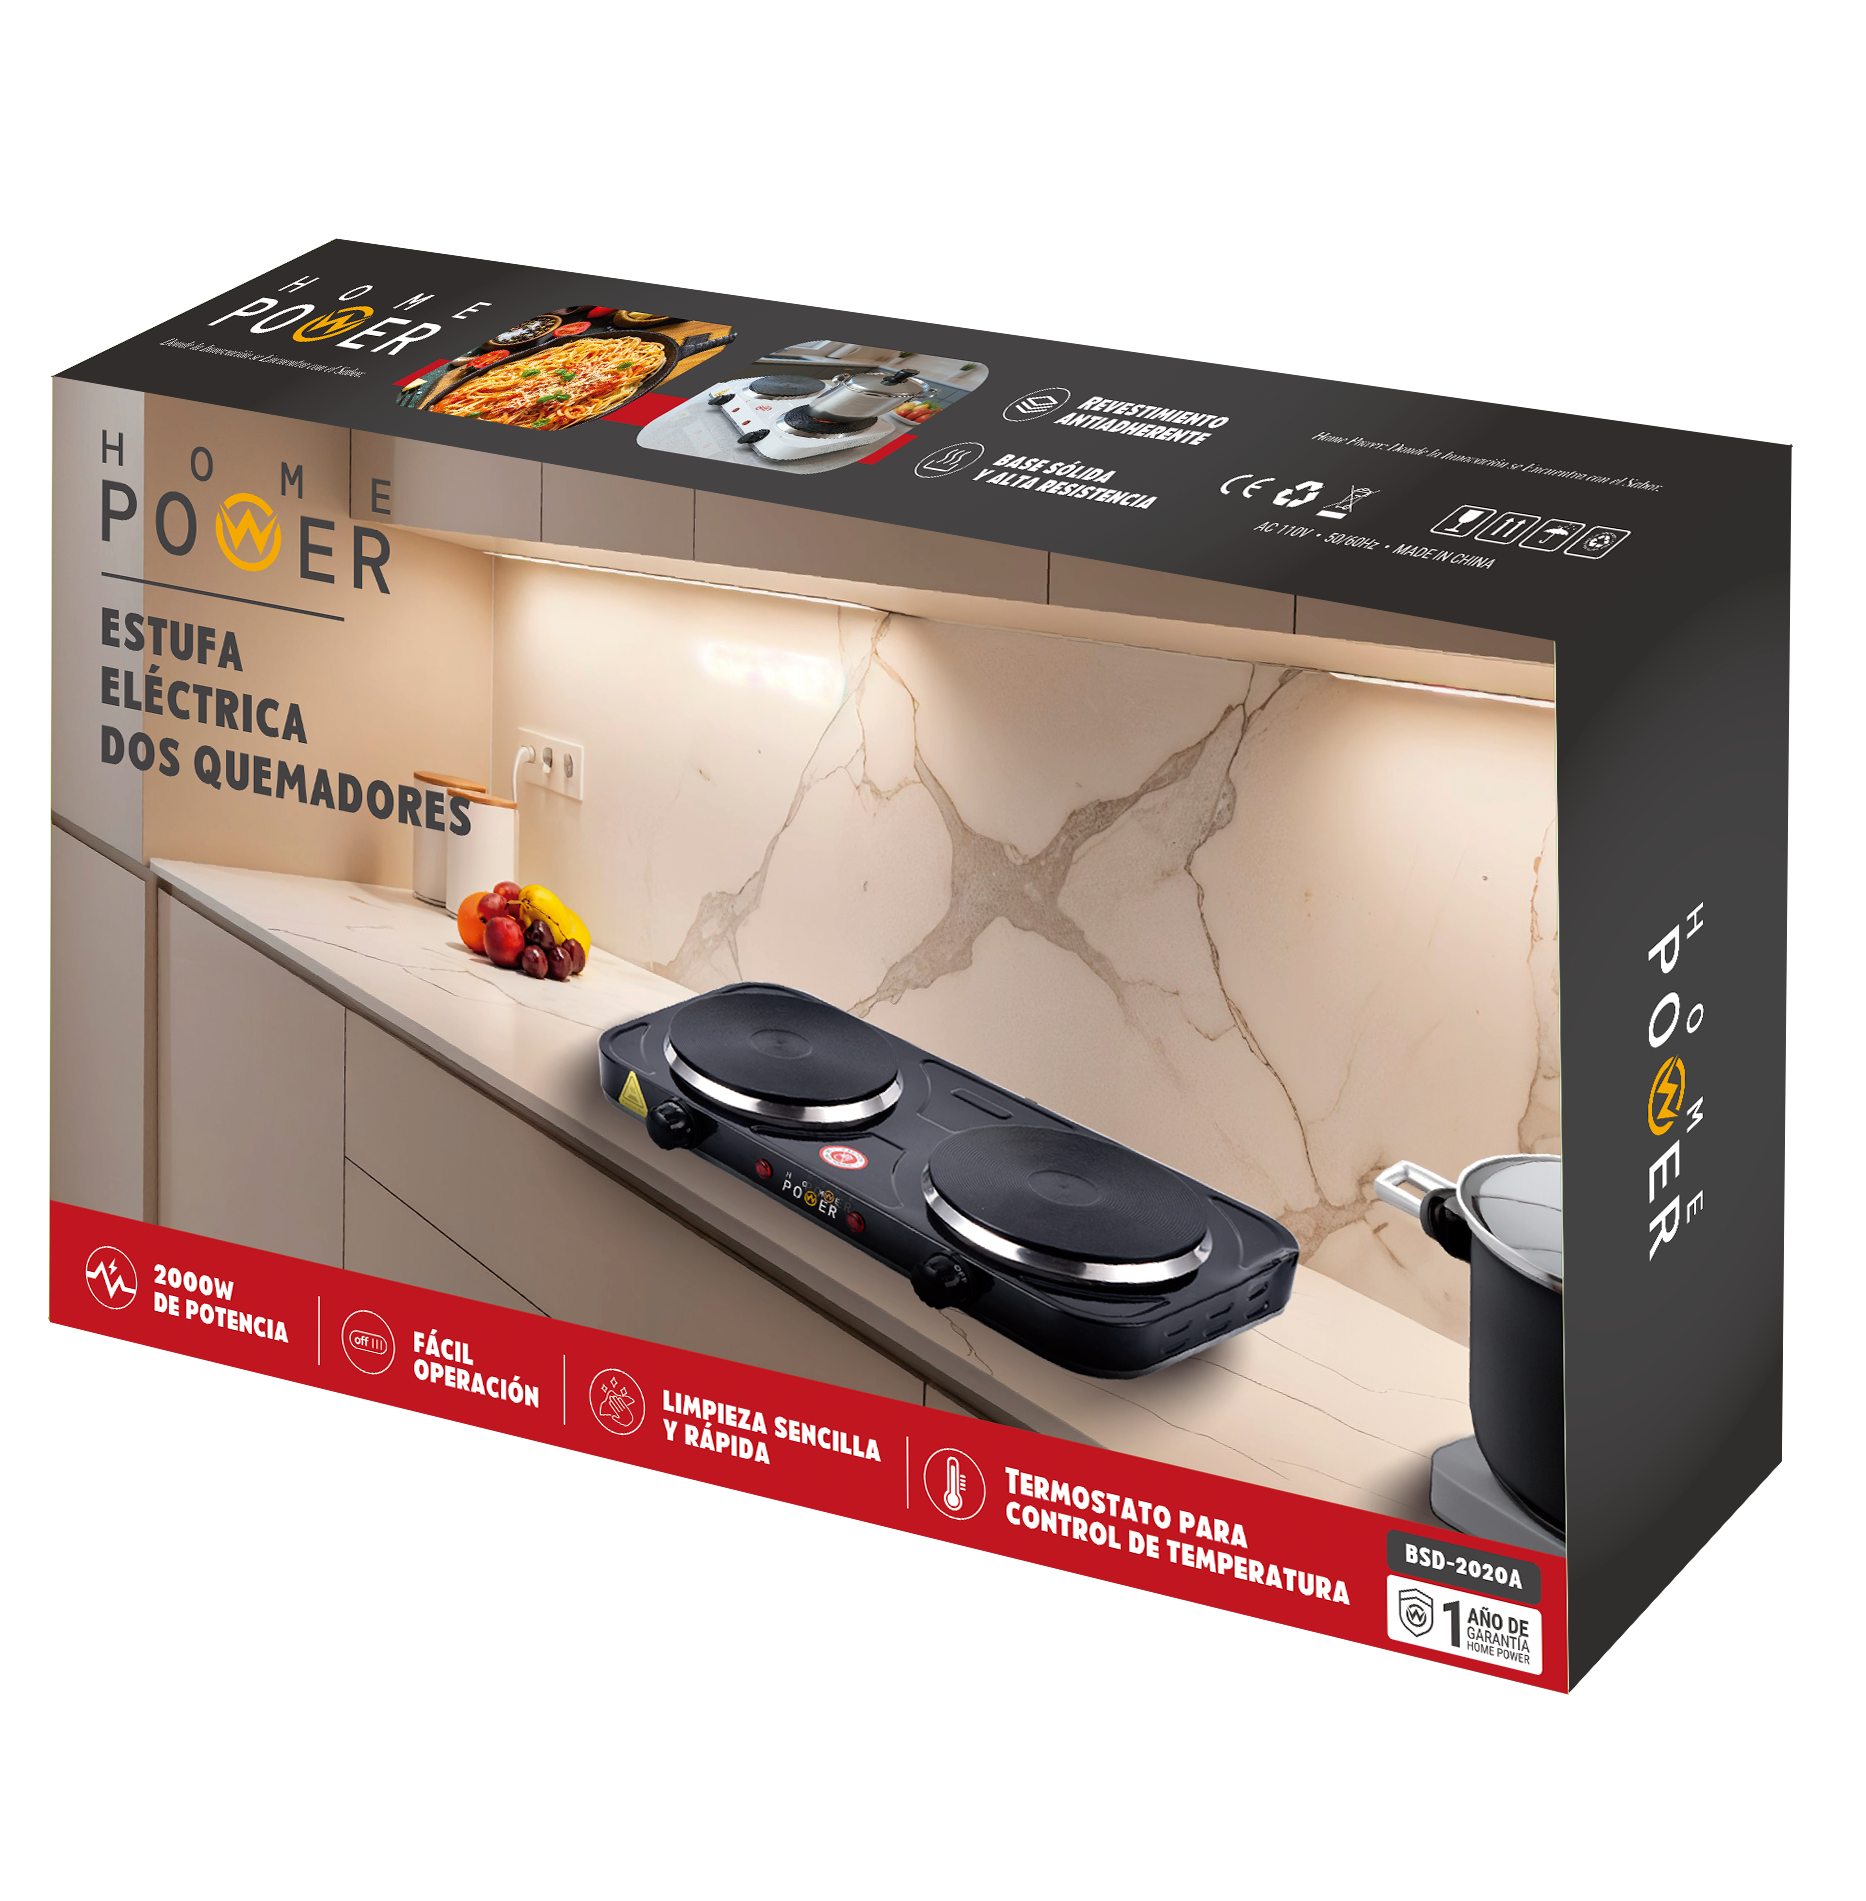 HOME
POWER
Donde la Innovación se Encuentra con el Sabor.
REVESTIMIENTO
ANTIADHERENTE
BASE SÓLIDA
Y ALTA RESISTENCIA
Home Power: Donde la Innovación se Encuentra con el Sabor.
CE
AC 110V • 50/60Hz • MADE IN CHINA
HOME
POWER
ESTUFA
ELÉCTRICA
DOS QUEMADORES
HOME
POWER
OFF
2000W
DE POTENCIA
off
FÁCIL
OPERACIÓN
LIMPIEZA SENCILLA
Y RÁPIDA
TERMOSTATO PARA
CONTROL DE TEMPERATURA
BSD-2020A
1 AÑO DE
GARANTÍA
HOME POWER
HOME
POWER